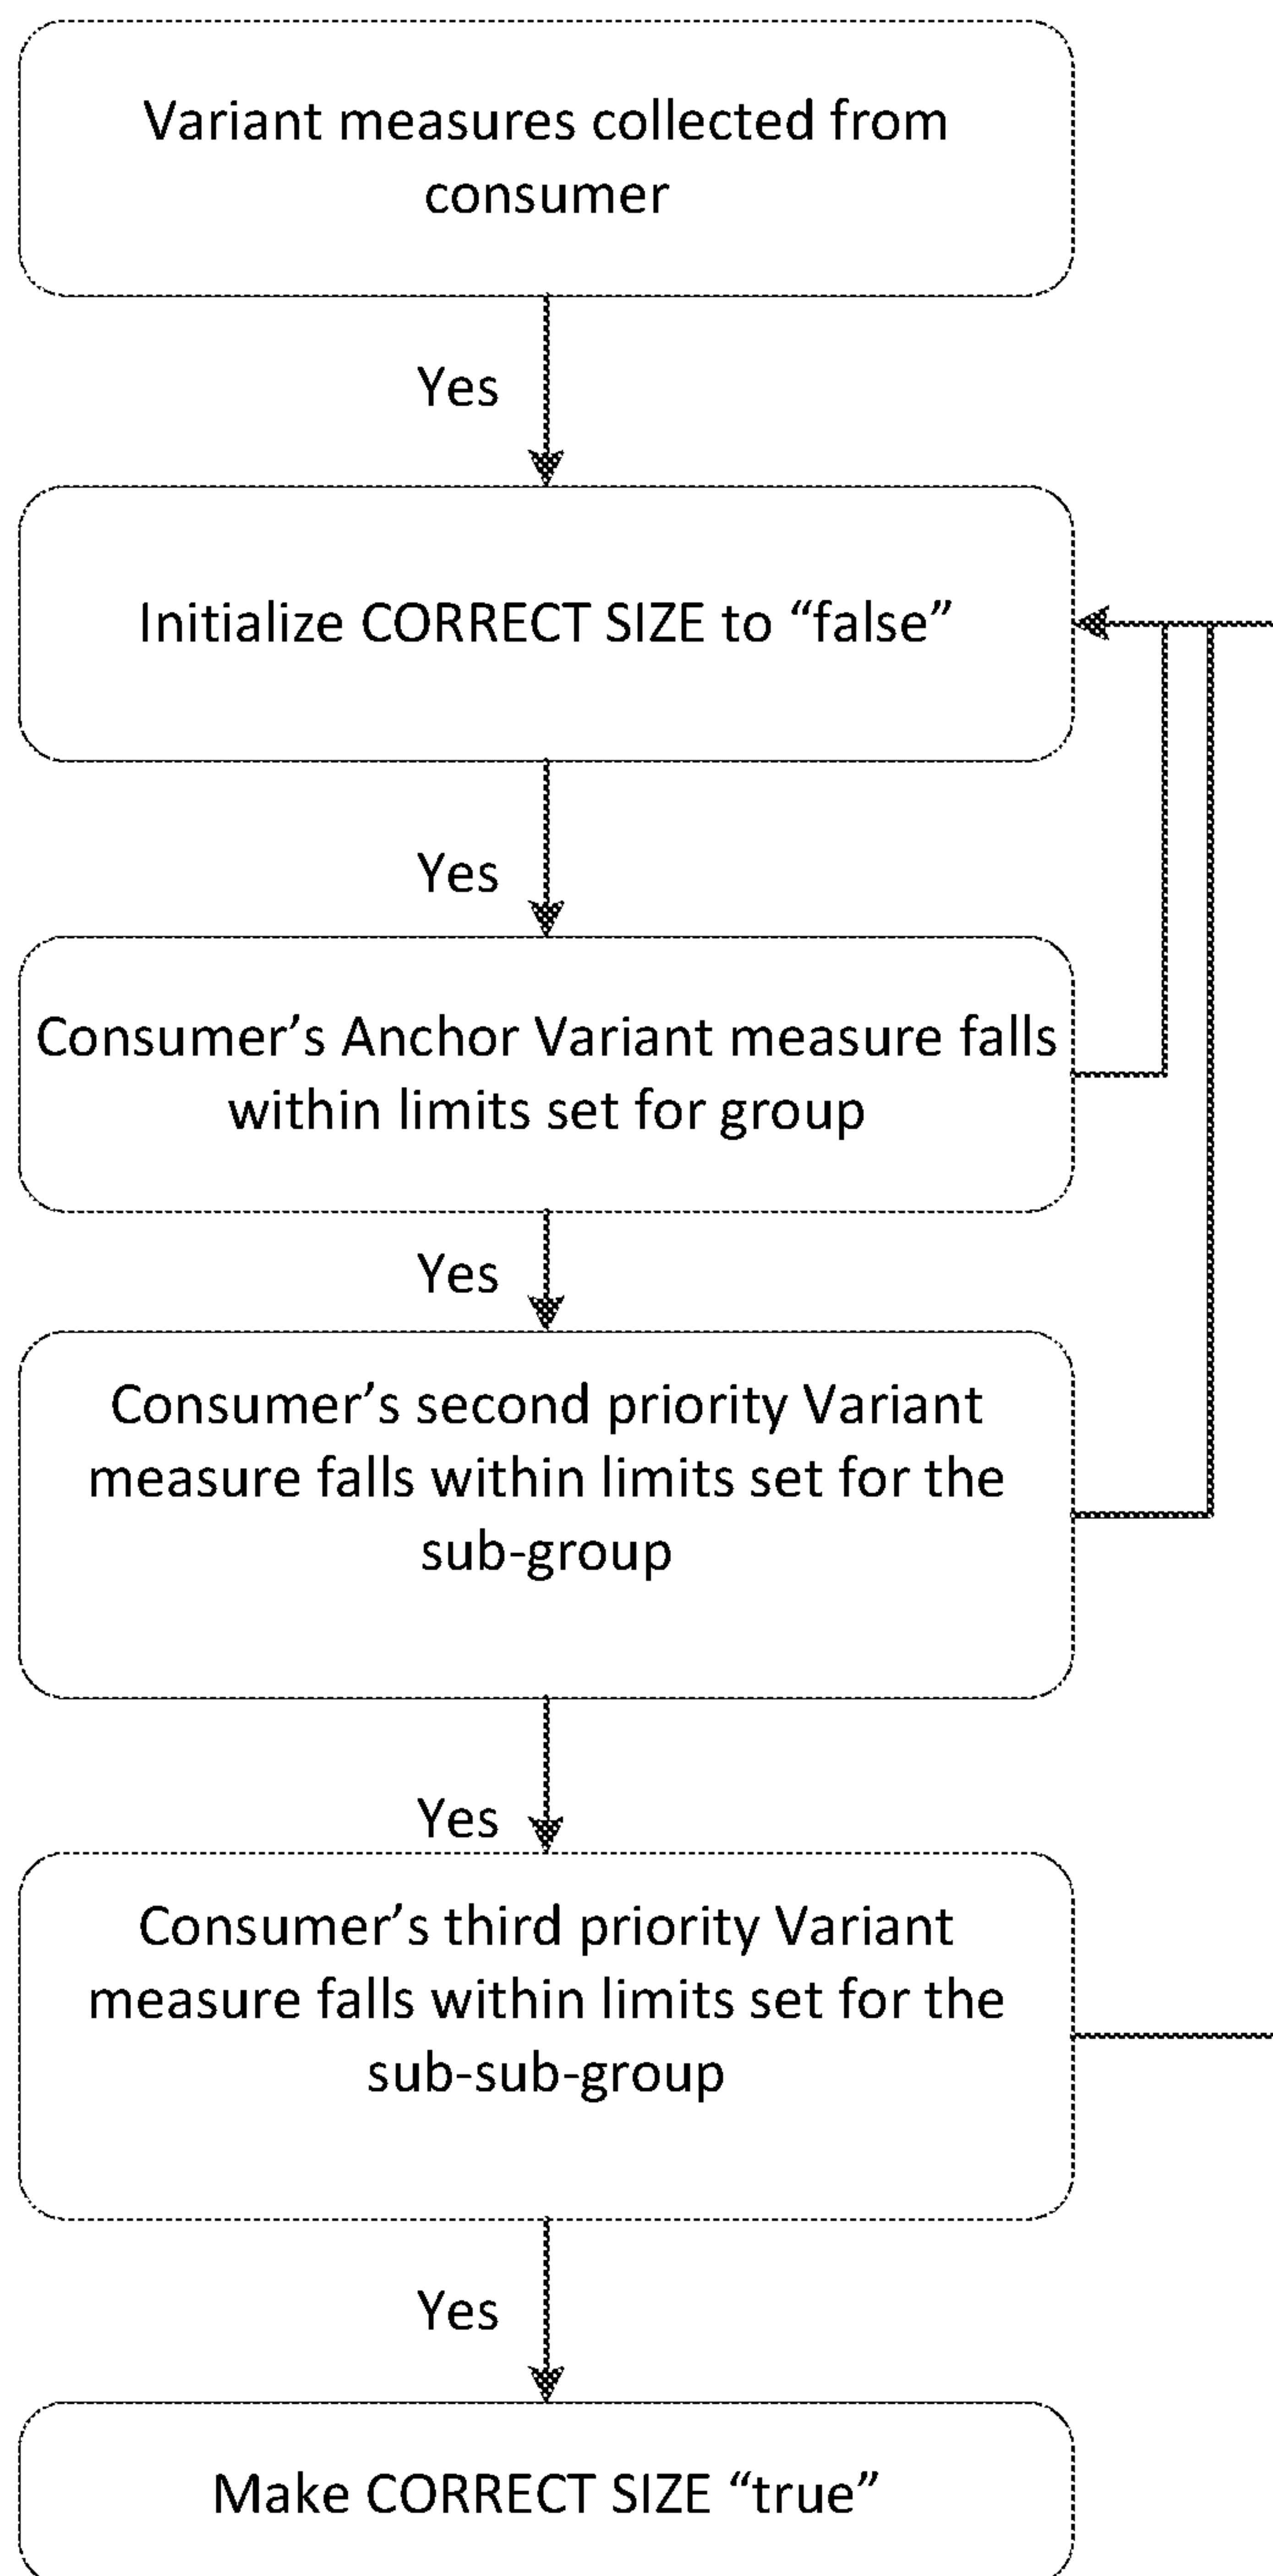 Variant measures collected from
consumer
Yes
Initialize CORRECT SIZE to “false”
Yes
Consumer’s Anchor Variant measure falls
within limits set for group
Yes
Consumer’s second priority Variant
measure falls within limits set for the
sub-group
Yes
Consumer’s third priority Variant
measure falls within limits set for the
sub-sub-group
Yes
Make CORRECT SIZE “true”